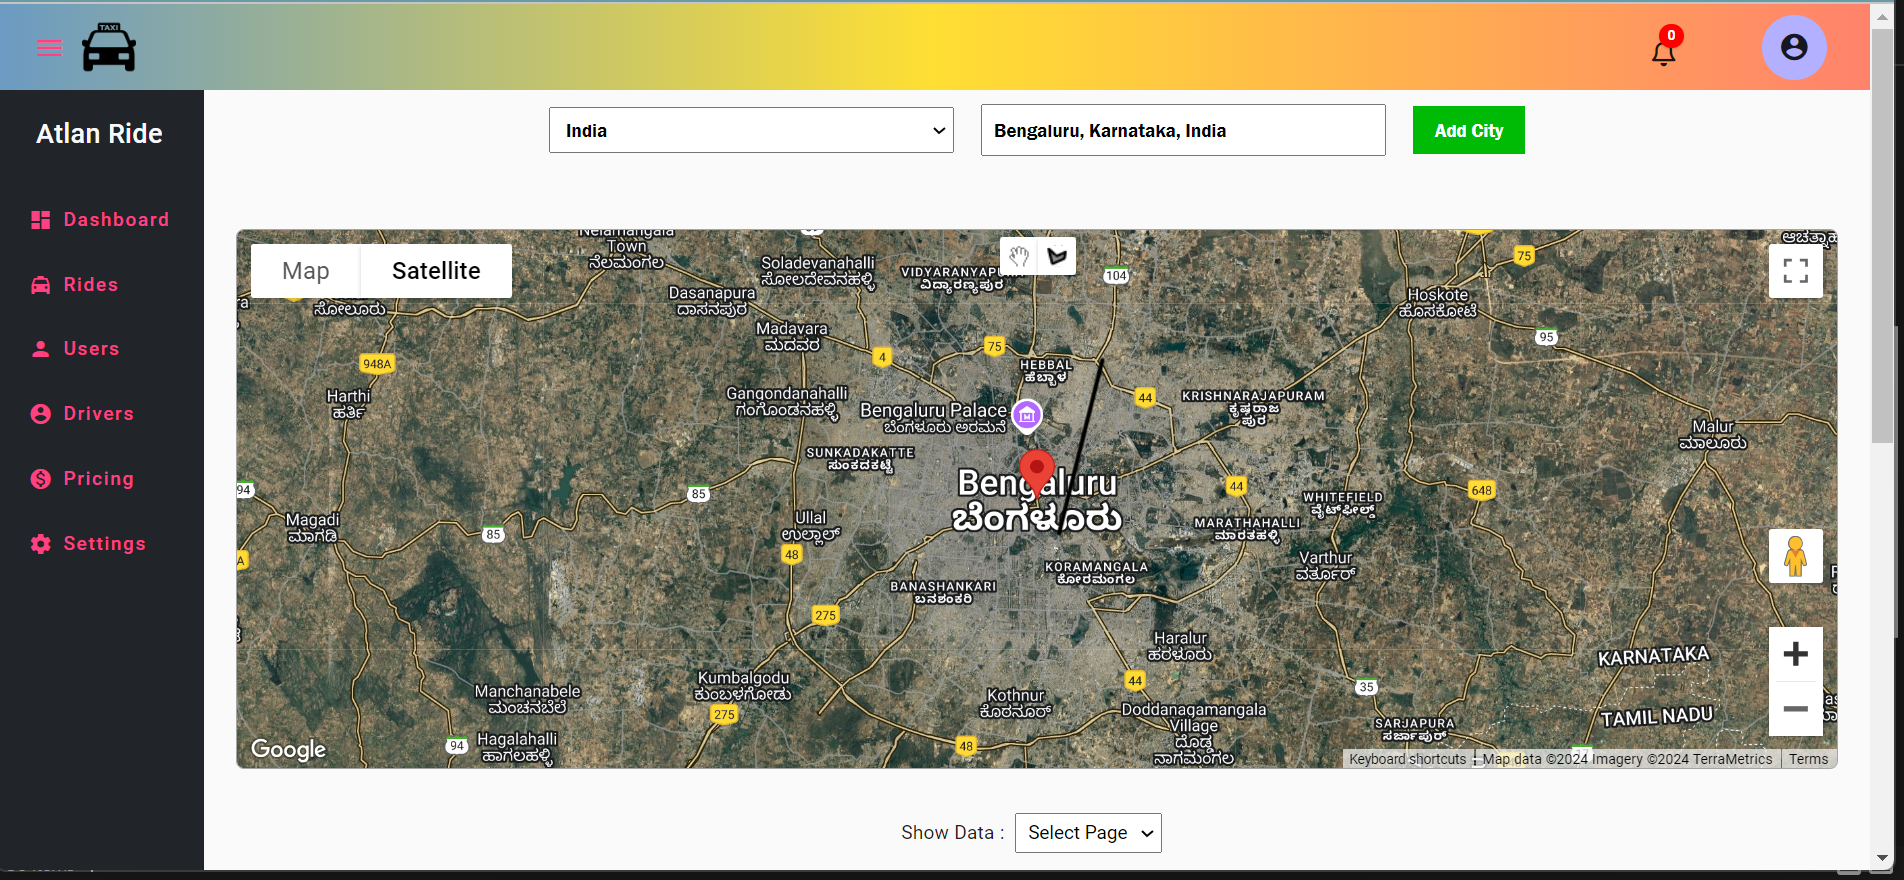 TAXI
0
Atlan Ride
India
Bengaluru, Karnataka, India
Add City
Dashboard
Rides
Users
Drivers
Pricing
Settings
Map
Satellite
Nelamangala
Town
ನೆಲಮಂಗಲ
Soladevanahalli
ಸೋಲದೇವನಹಳ್ಳಿ
VIDYARANYAPURA
ವಿದ್ಯಾರಣ್ಯಪುರ
104
75
ಸೋಲೂರು
Dasanapura
ದಾಸನಪುರ
Hoskote
ಹೊಸಕೋಟೆ
Madavara
ಮದವರ
95
75
4
948A
HEBBAL
ಹೆಬ್ಬಾಳ
Harthi
ಹರ್ತಿ
Gangondanahalli
ಗಂಗೊಂಡನಹಳ್ಳಿ
44
KRISHNARAJAPURAM
ಕೃಷ್ಣರಾಜ
ಪುರ
Bengaluru Palace
ಬೆಂಗಳೂರು ಅರಮನೆ
Malur
ಮಾಲೂರು
SUNKADAKATTE
ಸುಂಕದಕಟ್ಟೆ
Bengaluru
ಬೆಂಗಳೂರು
94
85
44
648
WHITEFIELD
ವೈಟ್‌ಫೀಲ್ಡ್
Magadi
ಮಾಗಡಿ
85
Ullal
ಉಲ್ಲಾಲ್
MARATHAHALLI
ಮಾರತಹಳ್ಳಿ
48
A
KORAMANGALA
ಕೋರಮಂಗಲ
Varthur
ವರ್ತೂರ್
BANASHANKARI
ಬನಶಂಕರಿ
275
Haralur
ಹರಳೂರು
KARNATAKA
Kumbalgodu
ಕುಂಬಳಗೋಡು
44
35
Manchanabele
ಮಂಚನಬೆಲೆ
Kothnur
ಕೊಠನೂರ್
275
Doddanagamangala
Village
ದೊಡ್ಡ
ನಾಗಮಂಗಲ
TAMIL NADU
SARJAPURA
ಸರ್ಜಾಪುರ್
94
Hagalahalli
ಹಾಗಲಹಳ್ಳಿ
48
Google
Keyboard shortcuts
Map data ©2024 Imagery ©2024 TerraMetrics
Terms
Show Data :
Select Page